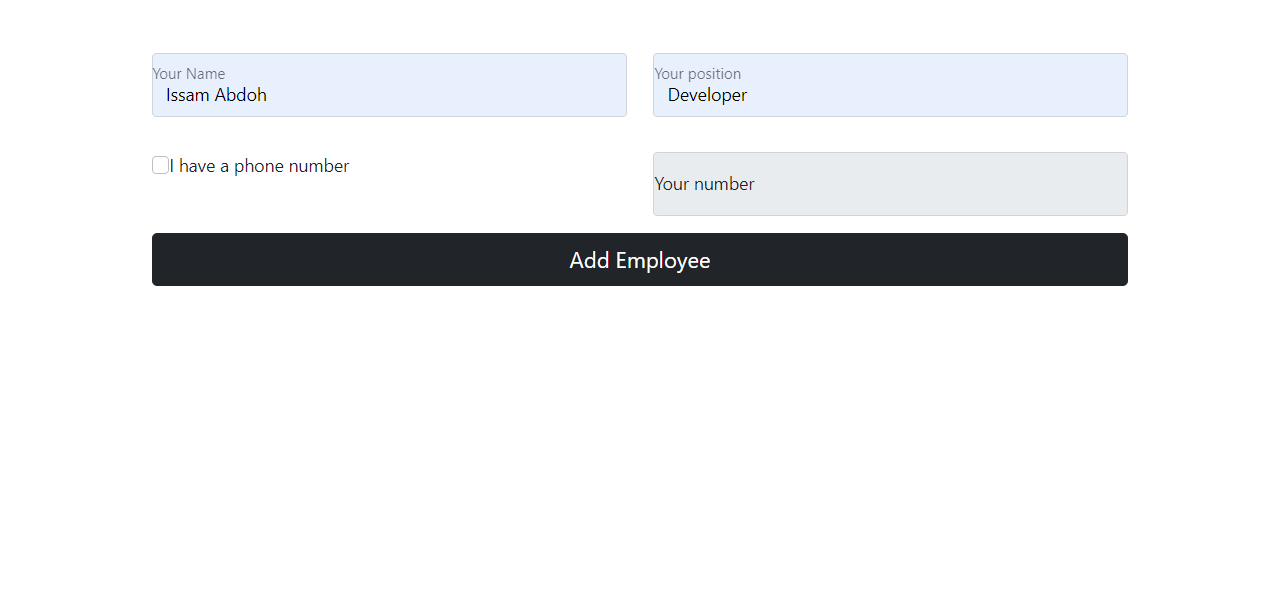 Your Name
Issam Abdoh
Your position
Developer
I have a phone number
Your number
Add Employee